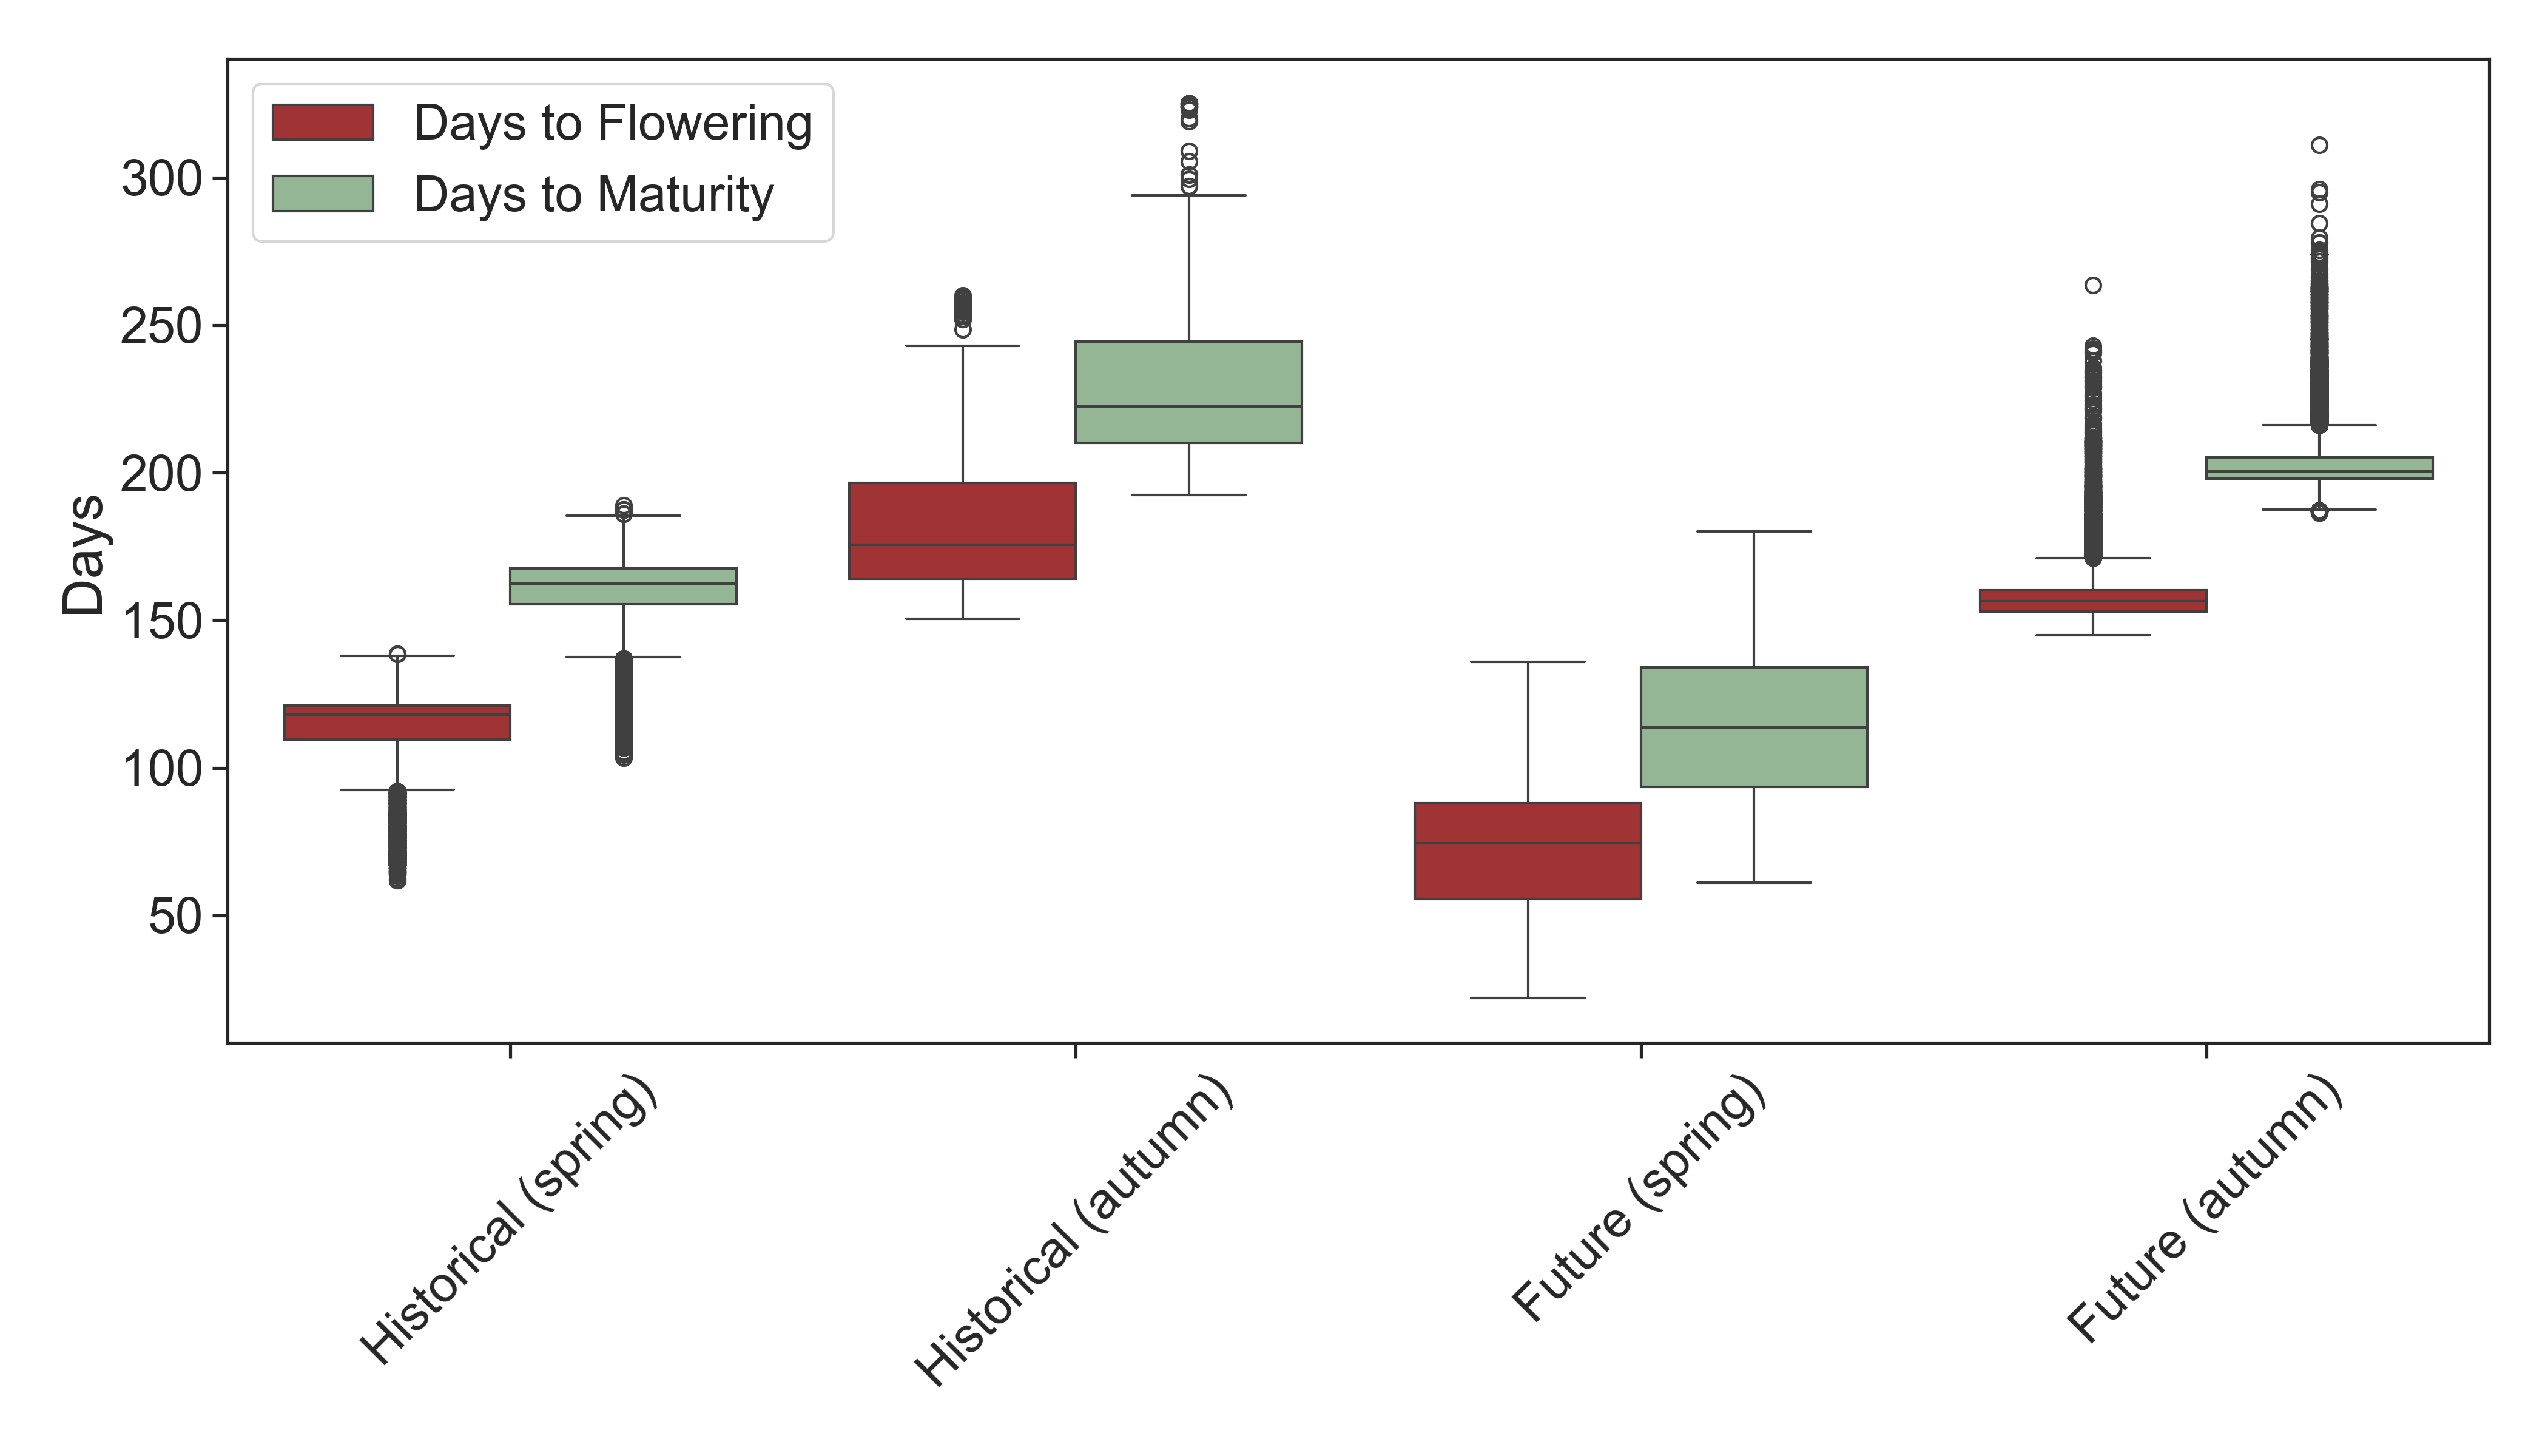 Days to Flowering
Days to Maturity
Days
300
250
200
150
100
50
Historical (spring)
Historical (autumn)
Future (spring)
Future (autumn)